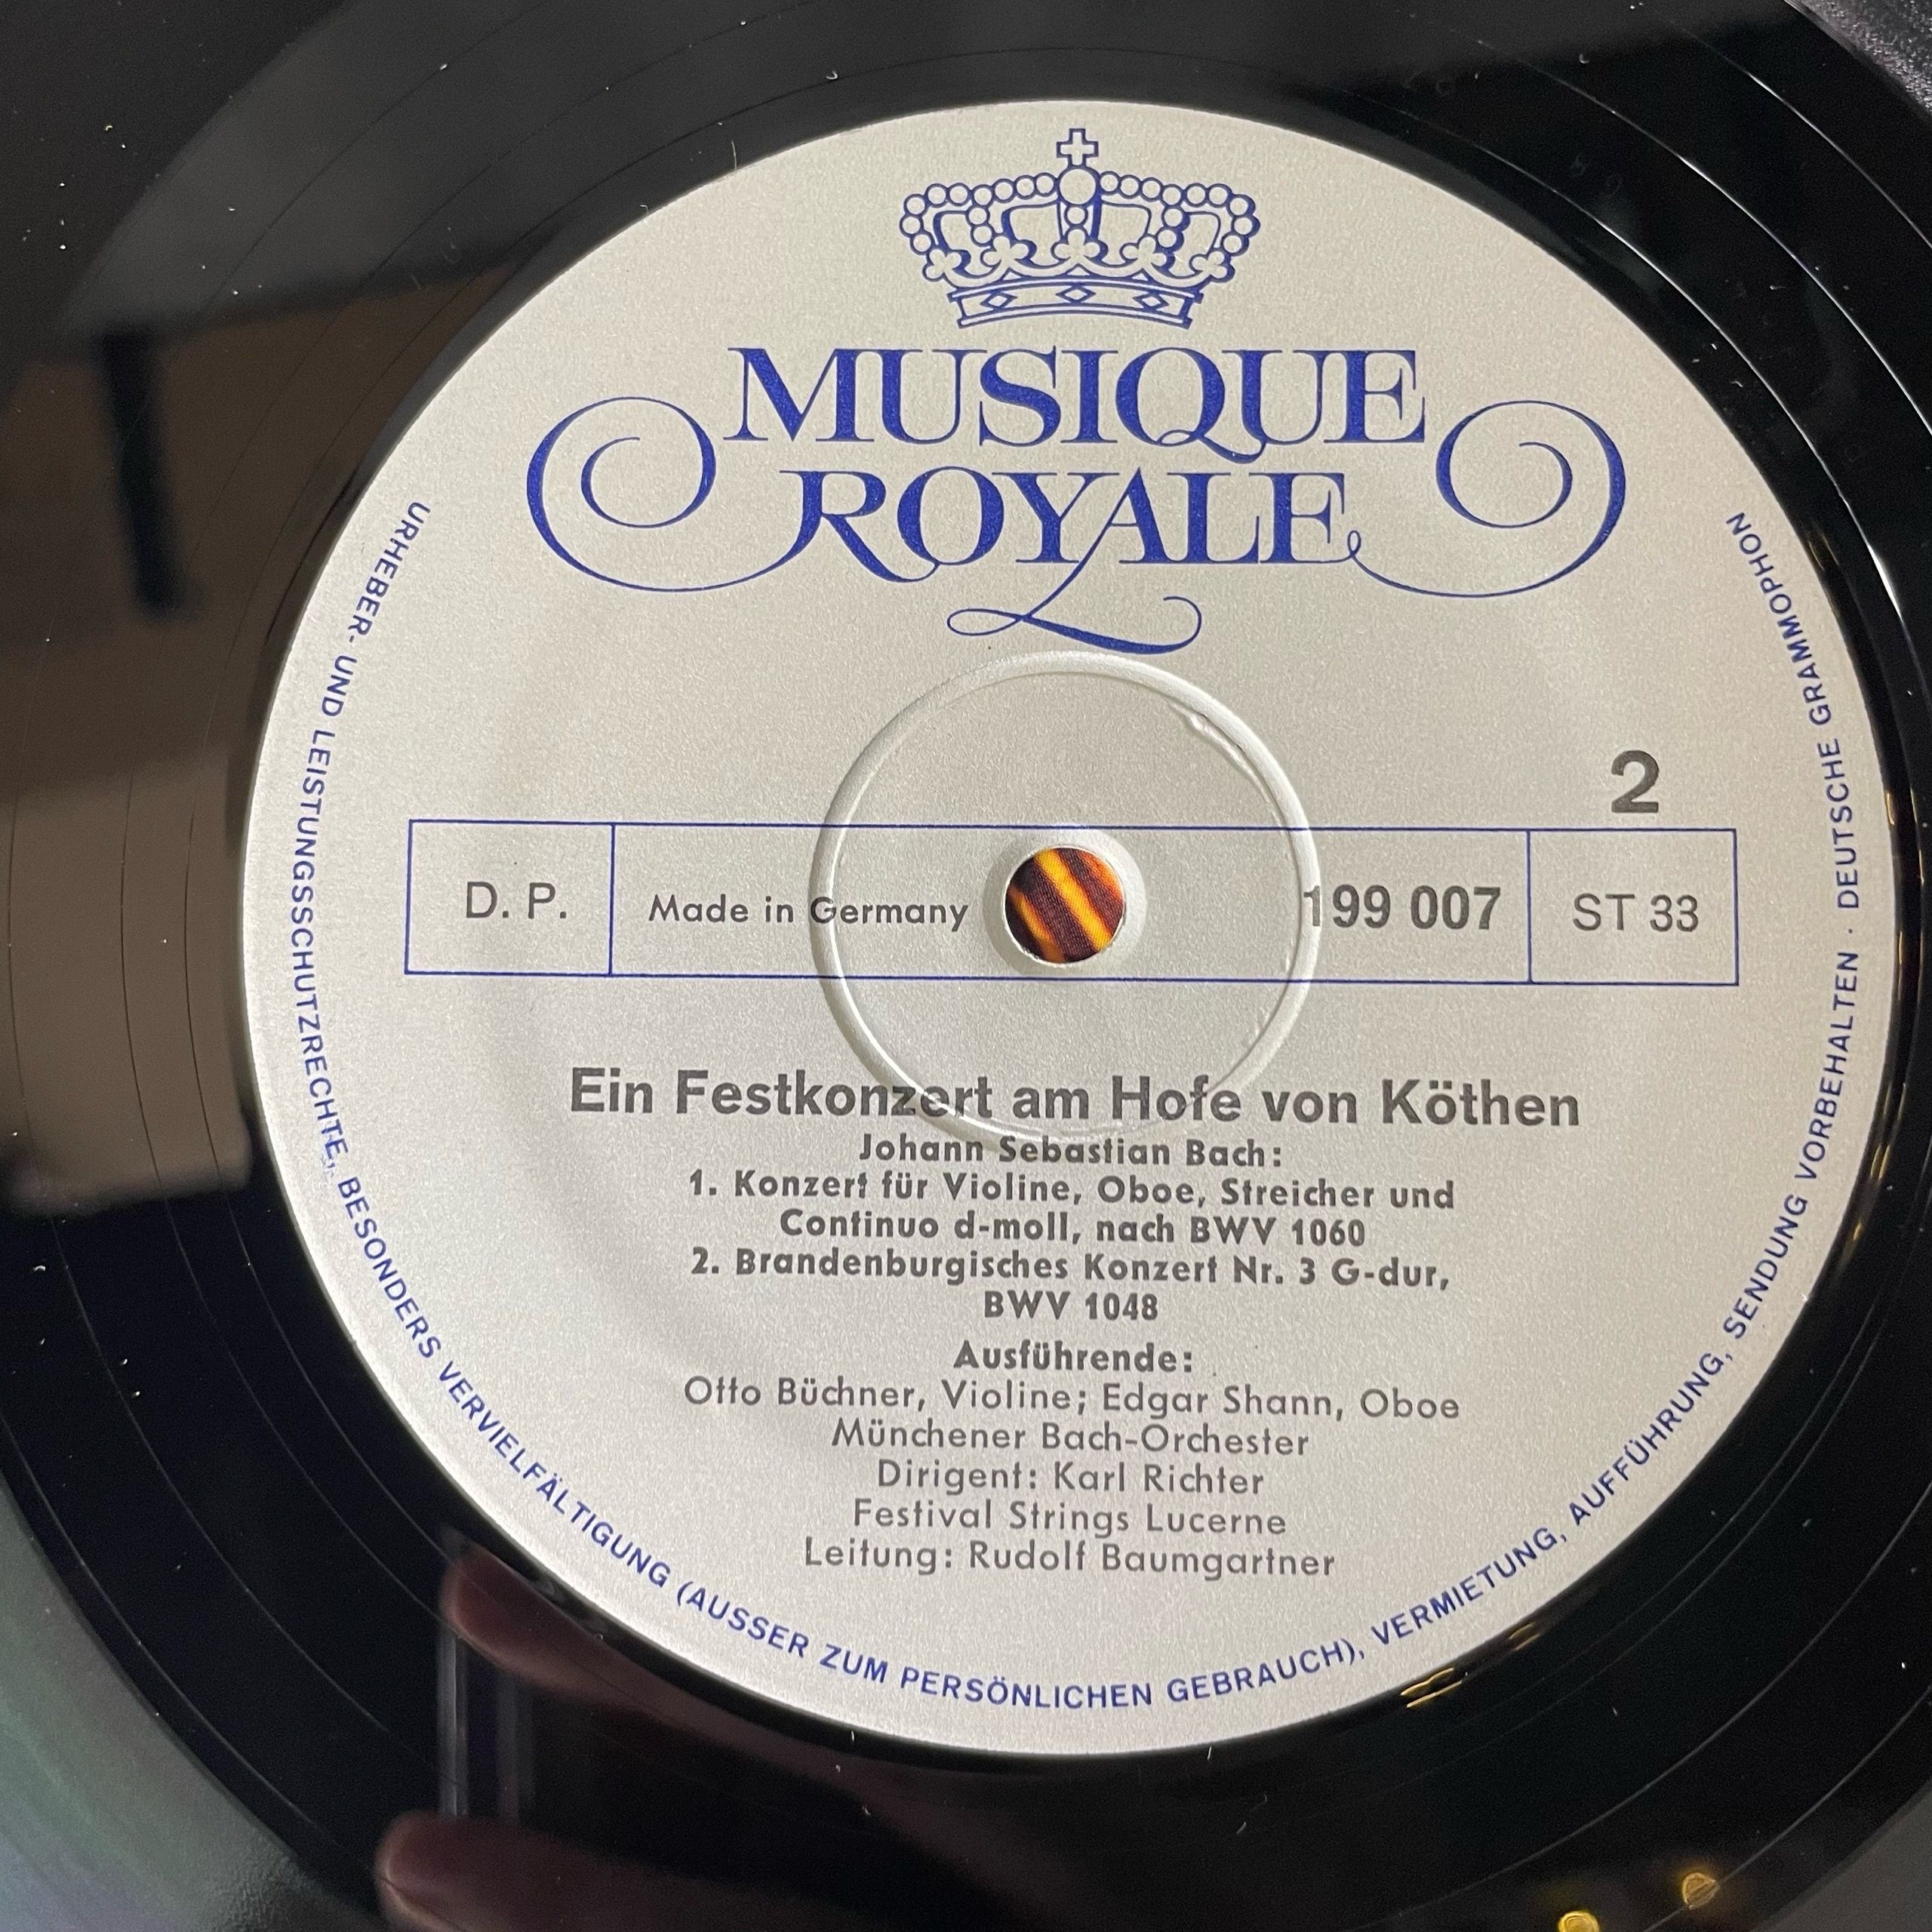 MUSIQUE
ROYALE
2
D. P.
Made in Germany
199 007
ST 33
Ein Festkonzert am Hofe von Köthen
Johann Sebastian Bach:
1. Konzert für Violine, Oboe, Streicher und
Continuo d-moll, nach BWV 1060
2. Brandenburgisches Konzert Nr. 3 G-dur,
BWV 1048
Ausführende:
Otto Büchner, Violine; Edgar Shann, Oboe
Münchener Bach-Orchester
Dirigent: Karl Richter
Festival Strings Lucerne
Leitung: Rudolf Baumgartner
URHEBER- UND LEISTUNGSSCHUTZRECHTE, BESONDERS VERVIELFÄLTIGUNG (AUSSER ZUM PERSÖNLICHEN GEBRAUCH), VERMIETUNG, AUFFÜHRUNG, SENDUNG VORBEHALTEN · DEUTSCHE GRAMMOPHON